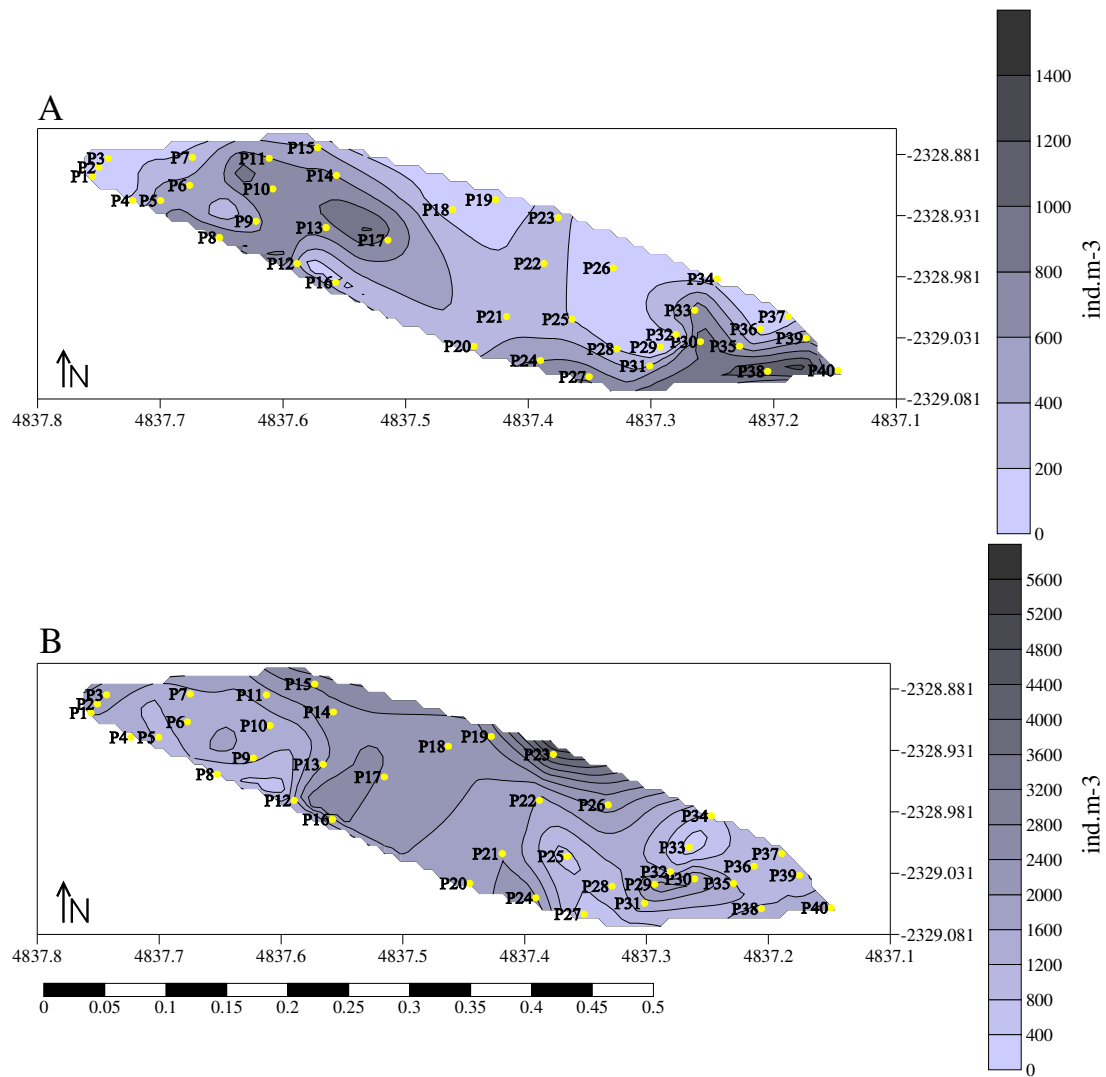 A
1400
1200
1000
800
600
400
200
0
ind.m-3
P3
P2
P1
P7
P6
P4
P5
P11
P15
P10
P14
P9
P8
P13
P17
P12
P16
P18
P19
P23
P22
P26
P21
P25
P20
P24
P27
P28
P29
P32
P30
P31
P33
P34
P35
P36
P37
P39
P38
P40
-2328.881
-2328.931
-2328.981
-2329.031
-2329.081
N
4837.8 4837.7 4837.6 4837.5 4837.4 4837.3 4837.2 4837.1
B
5600
5200
4800
4400
4000
3600
3200
2800
2400
2000
1600
1200
800
400
0
ind.m-3
P3
P2
P1
P7
P6
P4
P5
P11
P15
P10
P14
P9
P8
P13
P17
P12
P16
P18
P19
P23
P22
P26
P21
P25
P20
P24
P27
P28
P29
P32
P30
P31
P33
P34
P35
P36
P37
P39
P38
P40
-2328.881
-2328.931
-2328.981
-2329.031
-2329.081
N
4837.8 4837.7 4837.6 4837.5 4837.4 4837.3 4837.2 4837.1
0 0.05 0.1 0.15 0.2 0.25 0.3 0.35 0.4 0.45 0.5